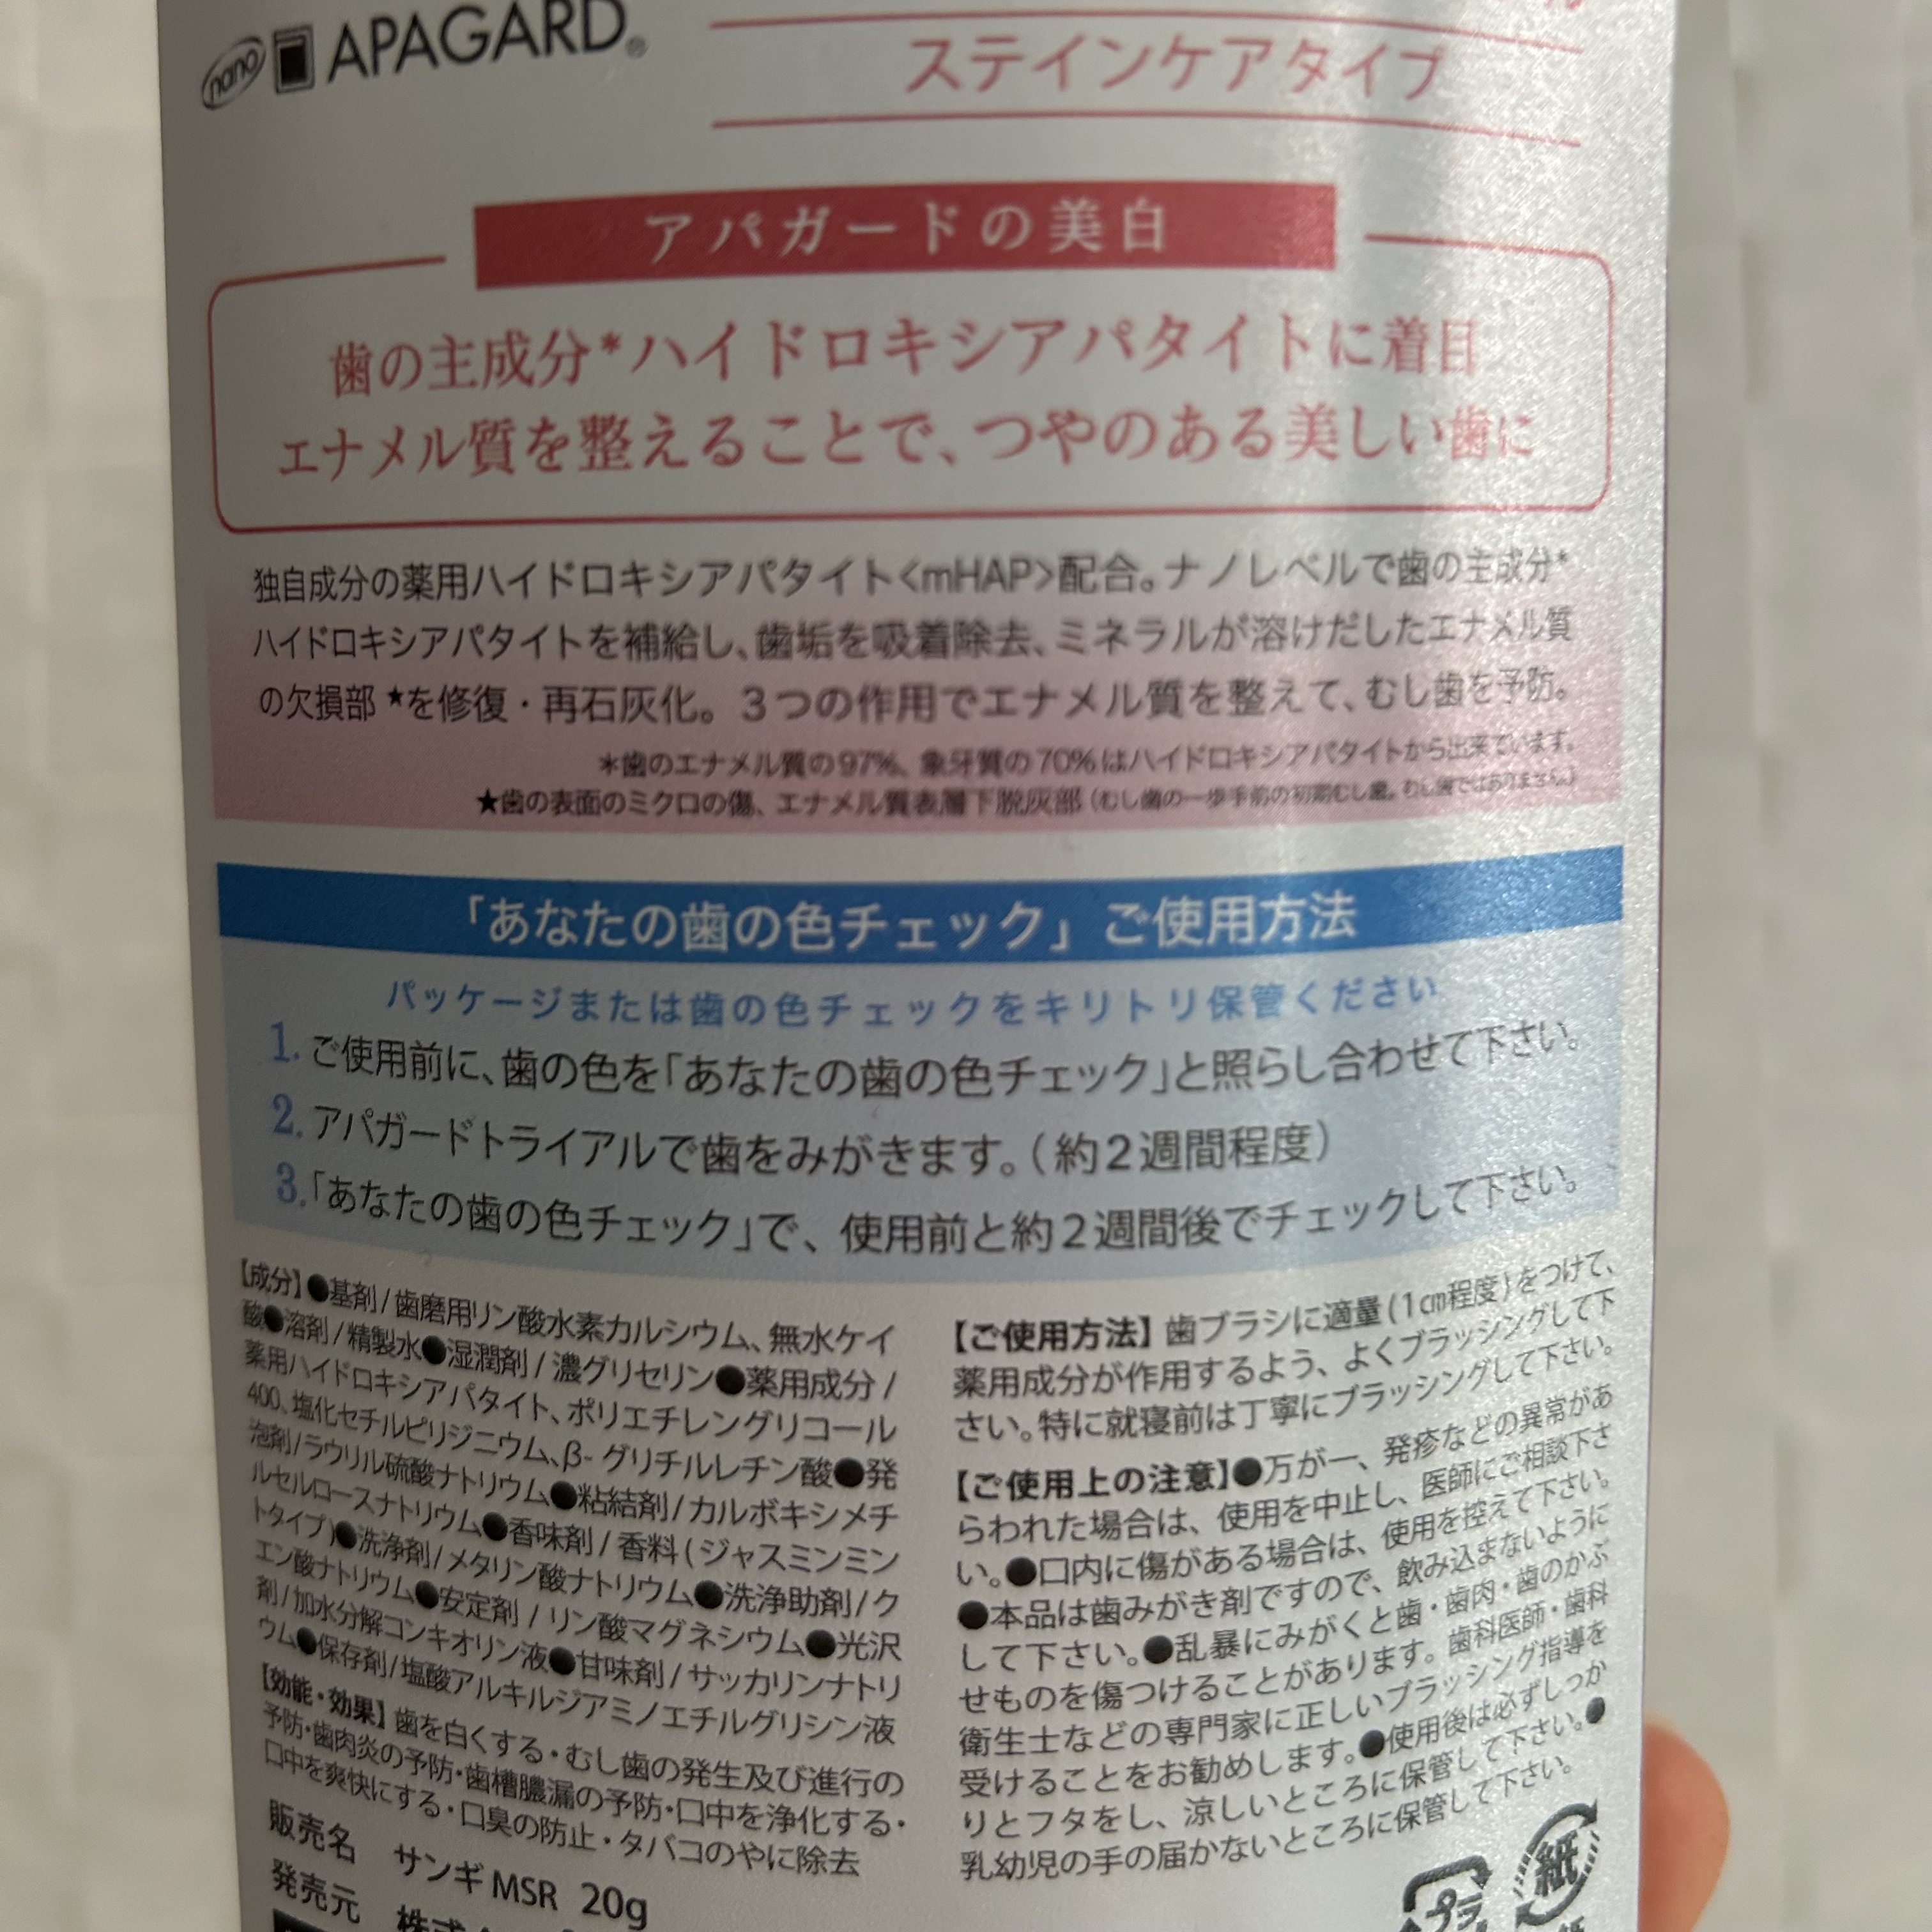 nano APAGARD®
ステインケアタイプ
アパガードの美白
歯の主成分*ハイドロキシアパタイトに着目
エナメル質を整えることで、つやのある美しい歯に
独自成分の薬用ハイドロキシアパタイト<mHAP>配合。ナノレベルで歯の主成分*
ハイドロキシアパタイトを補給し、歯垢を吸着除去、ミネラルが溶けだしたエナメル質
の欠損部★を修復・再石灰化。3つの作用でエナメル質を整えて、むし歯を予防。
*歯のエナメル質の97%、象牙質の70%はハイドロキシアパタイトから出来ています。
★歯の表面のミクロの傷、エナメル質表層下脱灰部(むし歯の一歩手前の初期むし歯。むし歯ではありません。)
「あなたの歯の色チェック」ご使用方法
パッケージまたは歯の色チェックをキリトリ保管ください
1. ご使用前に、歯の色を「あなたの歯の色チェック」と照らし合わせて下さい。
2. アパガードトライアルで歯をみがきます。(約2週間程度)
3.「あなたの歯の色チェック」で、使用前と約2週間後でチェックして下さい。
【成分】●基剤/歯磨用リン酸水素カルシウム、無水ケイ
酸●溶剤/精製水●湿潤剤/濃グリセリン●薬用成分/
薬用ハイドロキシアパタイト、ポリエチレングリコール
400、塩化セチルピリジニウム、β-グリチルレチン酸●発
泡剤/ラウリル硫酸ナトリウム●粘結剤/カルボキシメチ
ルセルロースナトリウム●香味剤/香料(ジャスミンミン
トタイプ)●洗浄剤/メタリン酸ナトリウム●洗浄助剤/ク
エン酸ナトリウム●安定剤/リン酸マグネシウム●光沢
剤/加水分解コンキオリン液●甘味剤/サッカリンナトリ
ウム●保存剤/塩酸アルキルジアミノエチルグリシン液
【効能・効果】歯を白くする・むし歯の発生及び進行の
予防・歯肉炎の予防・歯槽膿漏の予防・口中を浄化する・
口中を爽快にする・口臭の防止・タバコのやに除去
販売名 サンギMSR 20g
発売元
【ご使用方法】歯ブラシに適量(1cm程度)をつけて、
薬用成分が作用するよう、よくブラッシングして下
さい。特に就寝前は丁寧にブラッシングして下さい。
【ご使用上の注意】●万が一、発疹などの異常があ
らわれた場合は、使用を中止し、医師にご相談下さ
い。●口内に傷がある場合は、使用を控えて下さい。
●本品は歯みがき剤ですので、飲み込まないように
して下さい。●乱暴にみがくと歯・歯肉・歯のかぶ
せものを傷つけることがあります。歯科医師・歯科
衛生士などの専門家に正しいブラッシング指導を
受けることをお勧めします。●使用後は必ずしっか
りとフタをし、涼しいところに保管して下さい。●
乳幼児の手の届かないところに保管して下さい。
プラ
紙